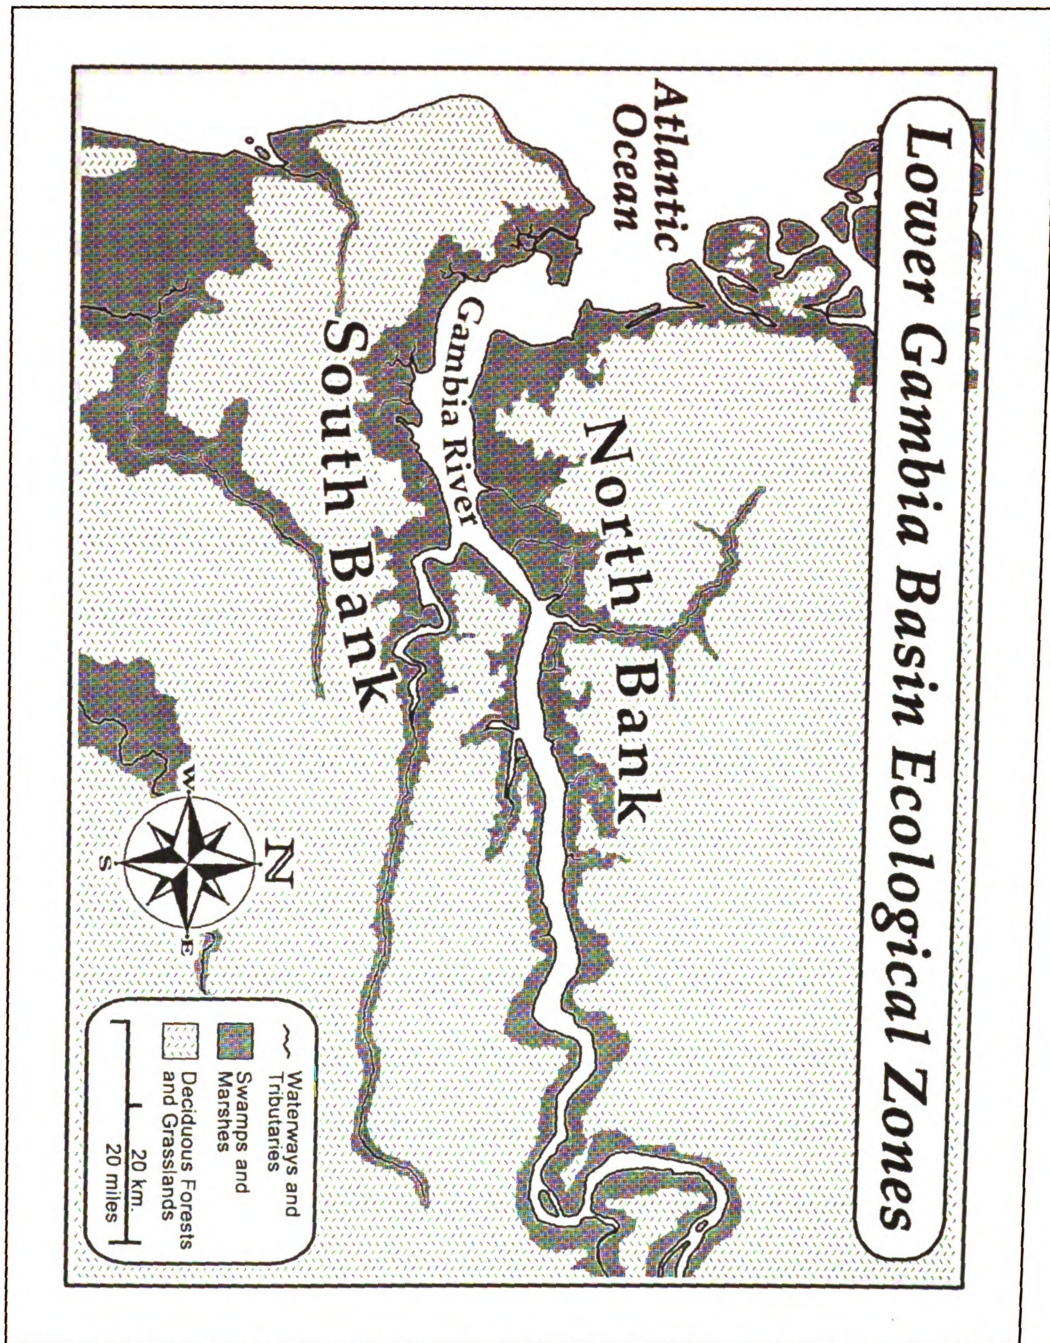 Lower Gambia Basin Ecological Zones
Atlantic
Ocean
North Bank
Gambia River
South Bank
N
W
E
S
Waterways and
Tributaries
Swamps and
Marshes
Deciduous Forests
and Grasslands
20 km.
20 miles